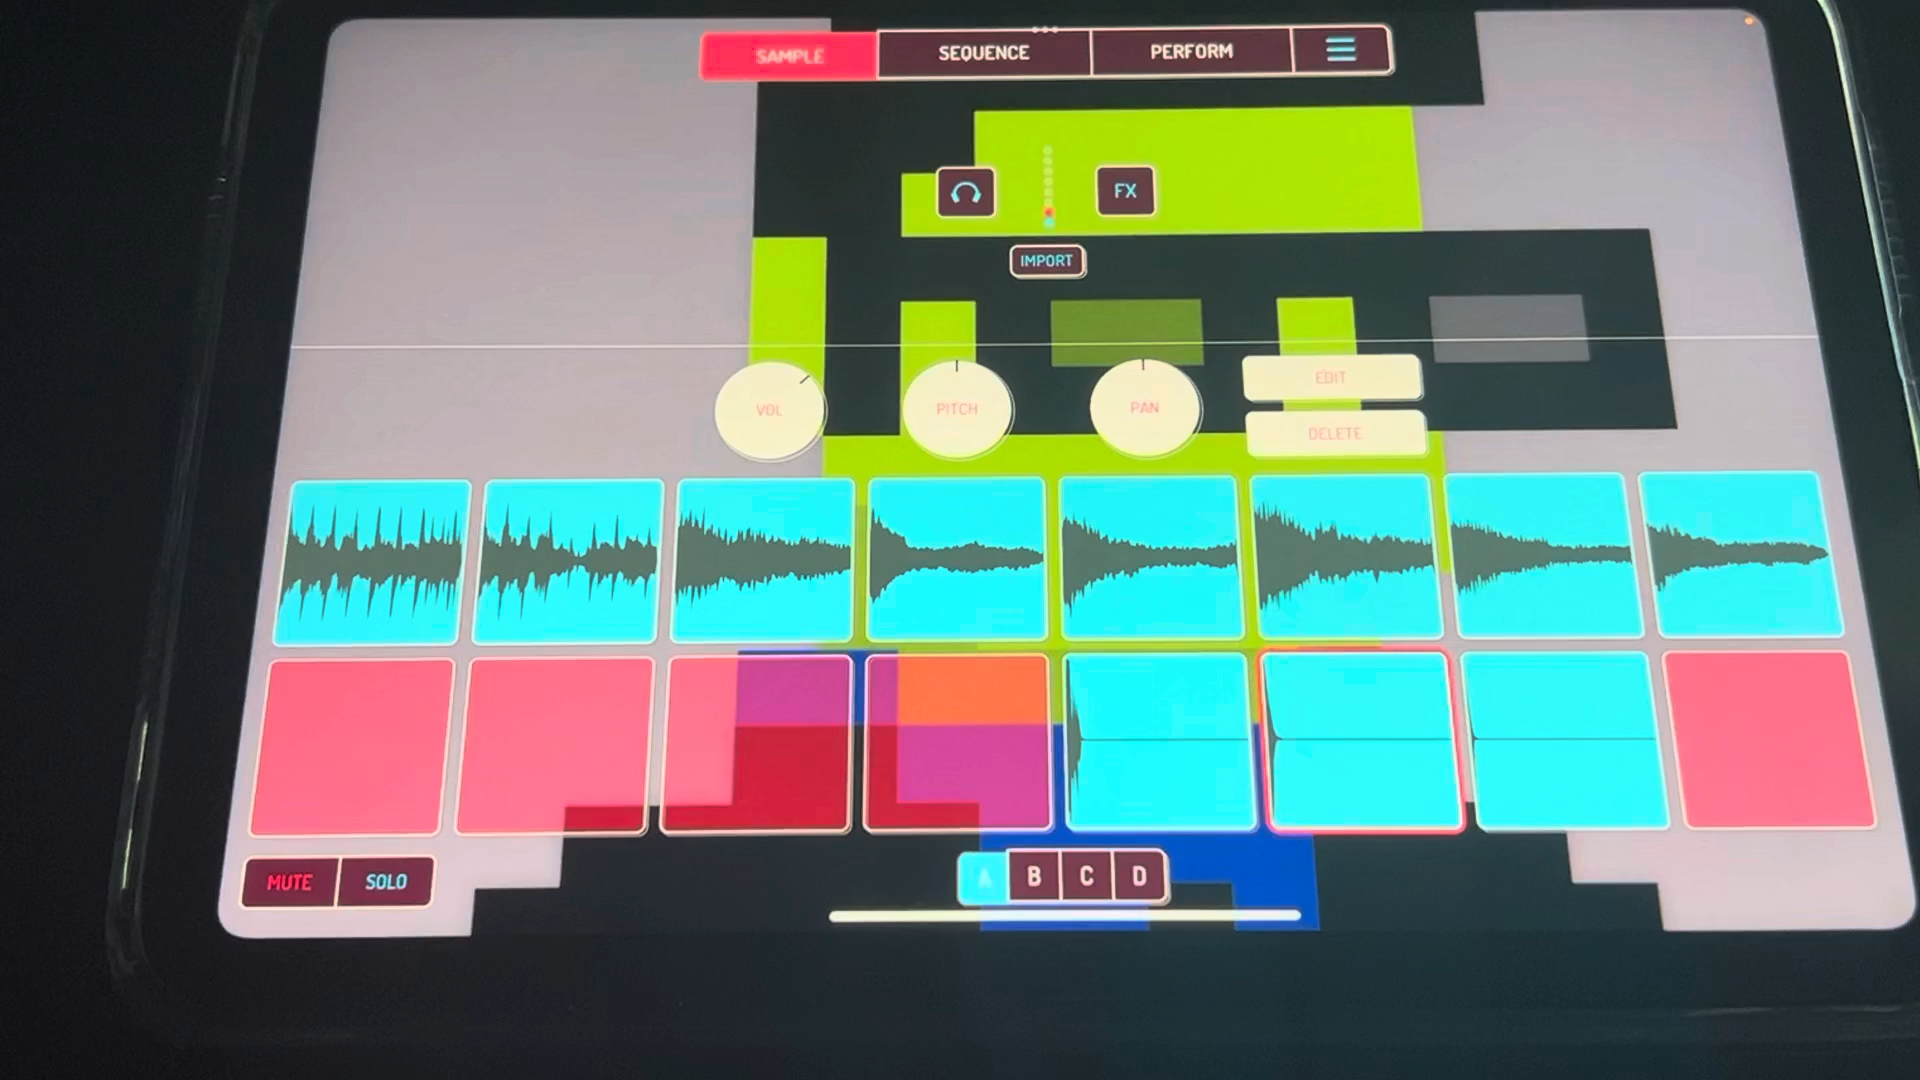 SAMPLE SEQUENCE PERFORM
FX
IMPORT
VOL PITCH PAN EDIT
DELETE
MUTE SOLO A B C D